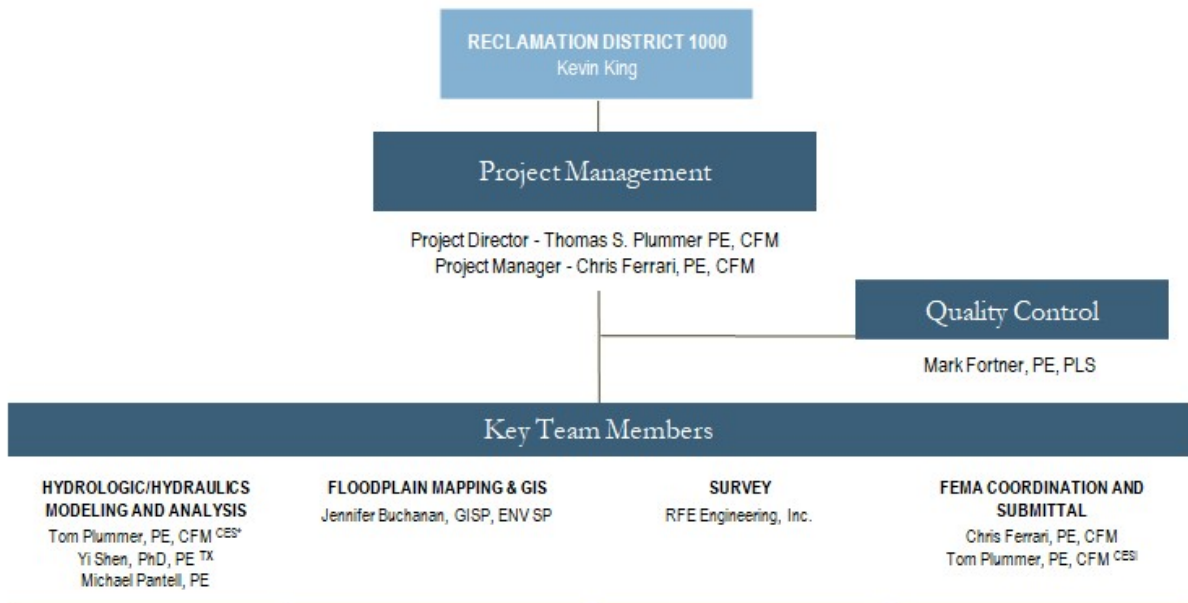 RECLAMATION DISTRICT 1000
Kevin King
Project Management
Project Director - Thomas S. Plummer PE, CFM
Project Manager - Chris Ferrari, PE, CFM
Quality Control
Mark Fortner, PE, PLS
Key Team Members
HYDROLOGIC/HYDRAULICS
MODELING AND ANALYSIS
Tom Plummer, PE, CFM CES*
Yi Shen, PhD, PE TX
Michael Pantell, PE
FLOODPLAIN MAPPING & GIS
Jennifer Buchanan, GISP, ENV SP
SURVEY
RFE Engineering, Inc.
FEMA COORDINATION AND
SUBMITTAL
Chris Ferrari, PE, CFM
Tom Plummer, PE, CFM CESI